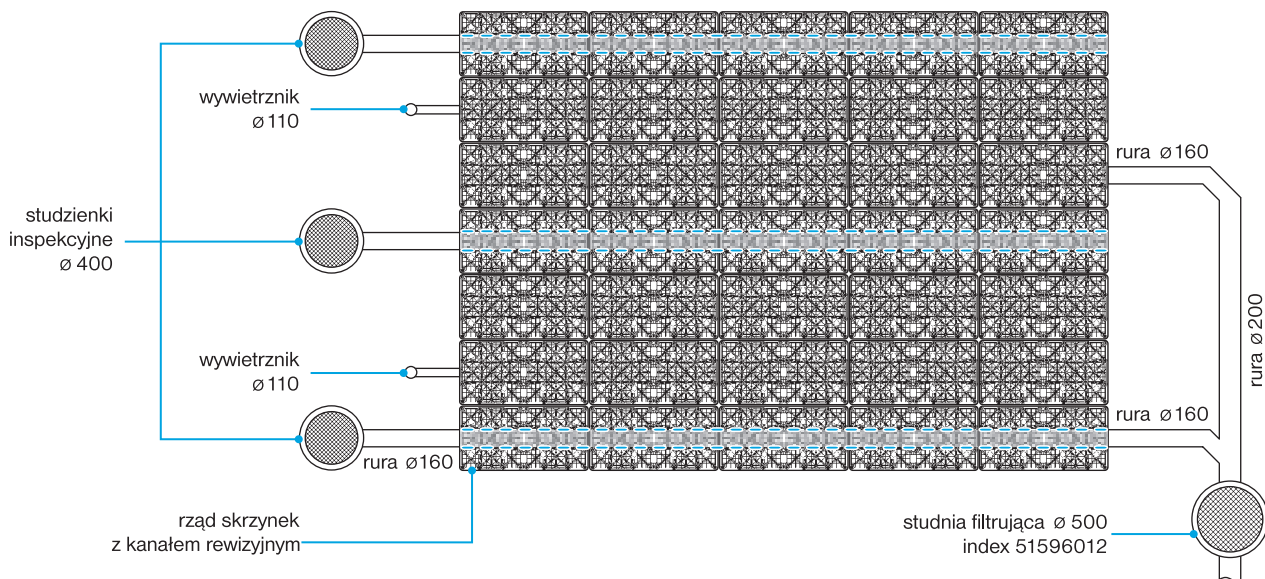 wywietrznik
ø 110
rura ø160
studzienki
inspekcyjne
ø 400
rura ø200
wywietrznik
ø110
rura ø160
rura ø160
rząd skrzynek
z kanałem rewizyjnym
studnia filtrująca ø 500
index 51596012